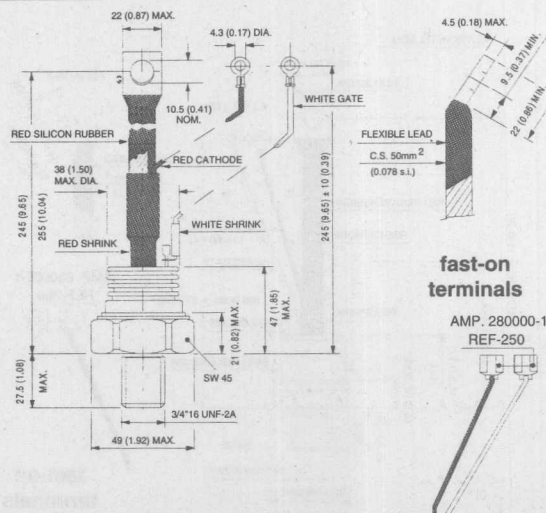 22 (0.87) MAX.
4.3 (0.17) DIA.
4.5 (0.18) MAX.
9.5 (0.37) MIN.
22 (0.86) MIN.
10.5 (0.41)
NOM.
WHITE GATE
RED SILICON RUBBER
FLEXIBLE LEAD
C.S. 50mm²
(0.078 s.i.)
RED CATHODE
38 (1.50)
MAX. DIA.
245 (9.65)
255 (10.04)
245 (9.65) ± 10 (0.39)
WHITE SHRINK
RED SHRINK
47 (1.85)
MAX.
21 (0.82) MAX.
fast-on
terminals
AMP. 280000-1
REF-250
SW 45
27.5 (1.08)
MAX.
3/4"16 UNF-2A
49 (1.92) MAX.